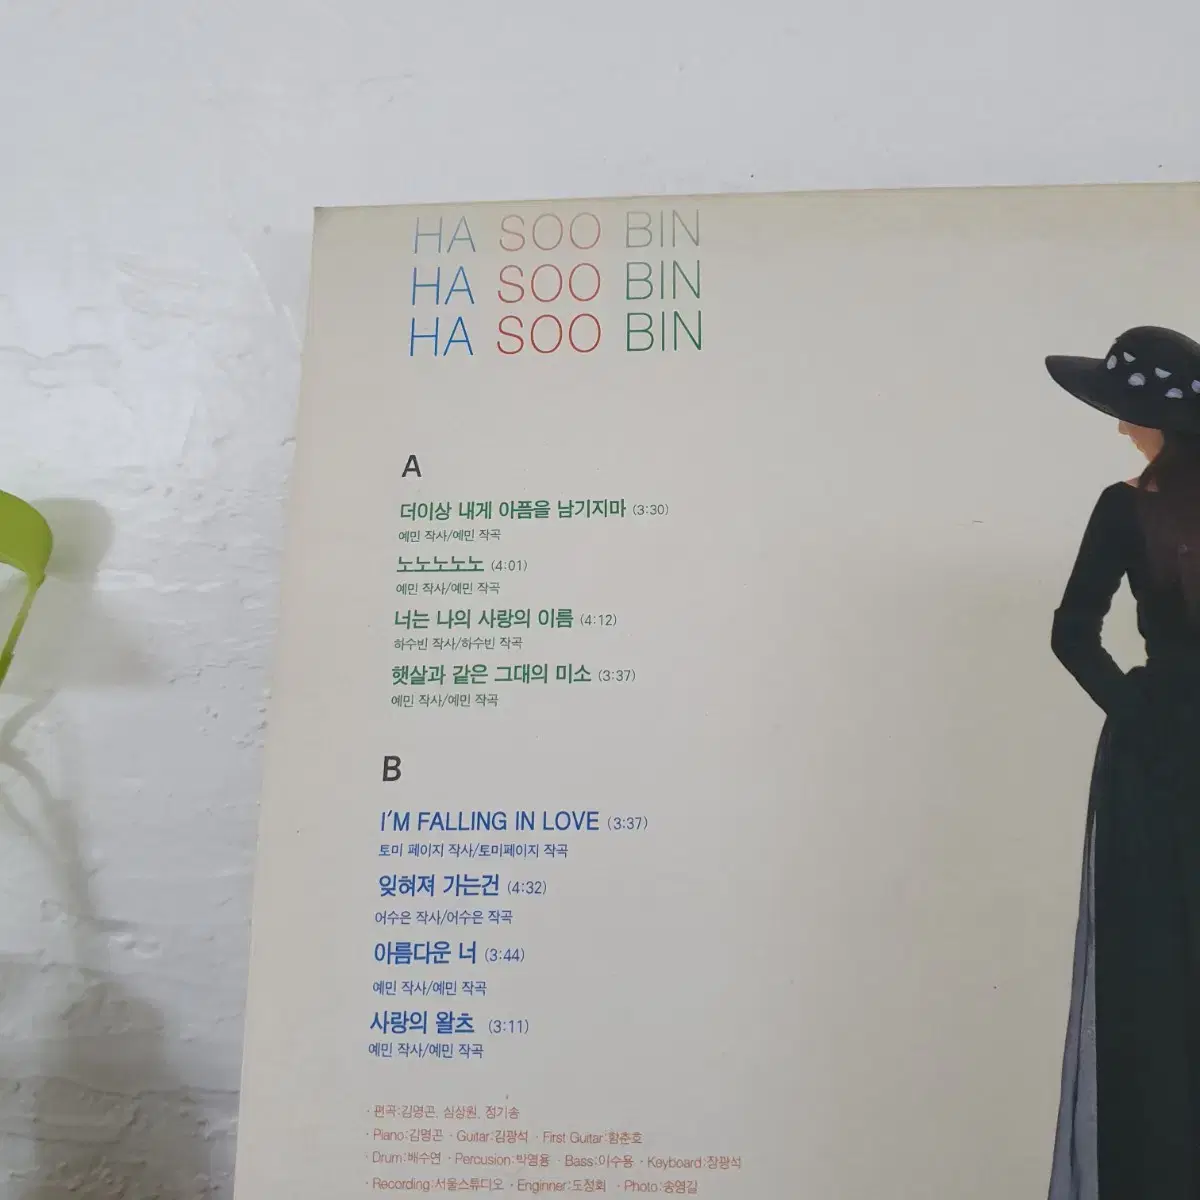 HA SOO BIN
HA SOO BIN
HA SOO BIN
A
더이상 내게 아픔을 남기지마 (3:30)
예민 작사/예민 작곡
노노노노노 (4:01)
예민 작사/예민 작곡
너는 나의 사랑의 이름 (4:12)
하수빈 작사/하수빈 작곡
햇살과 같은 그대의 미소 (3:37)
예민 작사/예민 작곡
B
I'M FALLING IN LOVE (3:37)
토미 페이지 작사/토미페이지 작곡
잊혀져 가는건 (4:32)
어수은 작사/어수은 작곡
아름다운 너 (3:44)
예민 작사/예민 작곡
사랑의 왈츠 (3:11)
예민 작사/예민 작곡
· 편곡:김명곤, 심상원, 정기송
· Piano:김명곤 · Guitar:김광석 · First Guitar:함춘호
· Drum:배수연 · Percusion:박영용 · Bass:이수용 · Keyboard:장광석
· Recording:서울스튜디오 · Enginner:도정회 · Photo:송영길